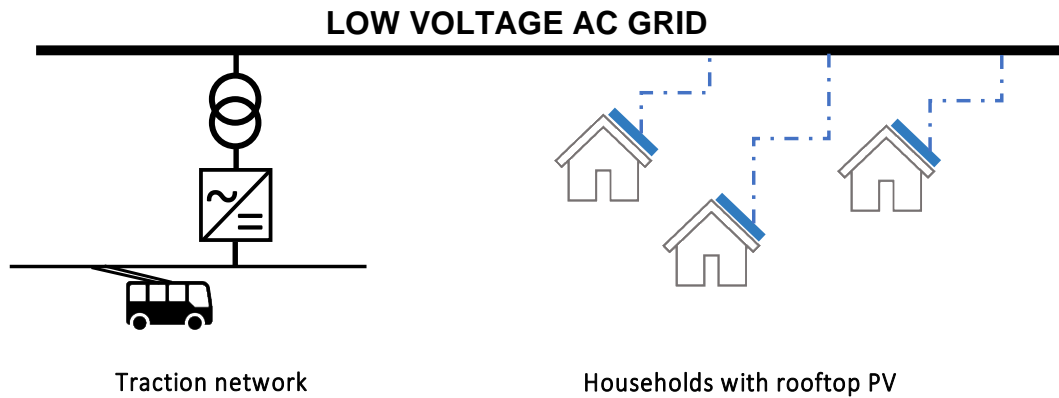 LOW VOLTAGE AC GRID
Traction network
Households with rooftop PV